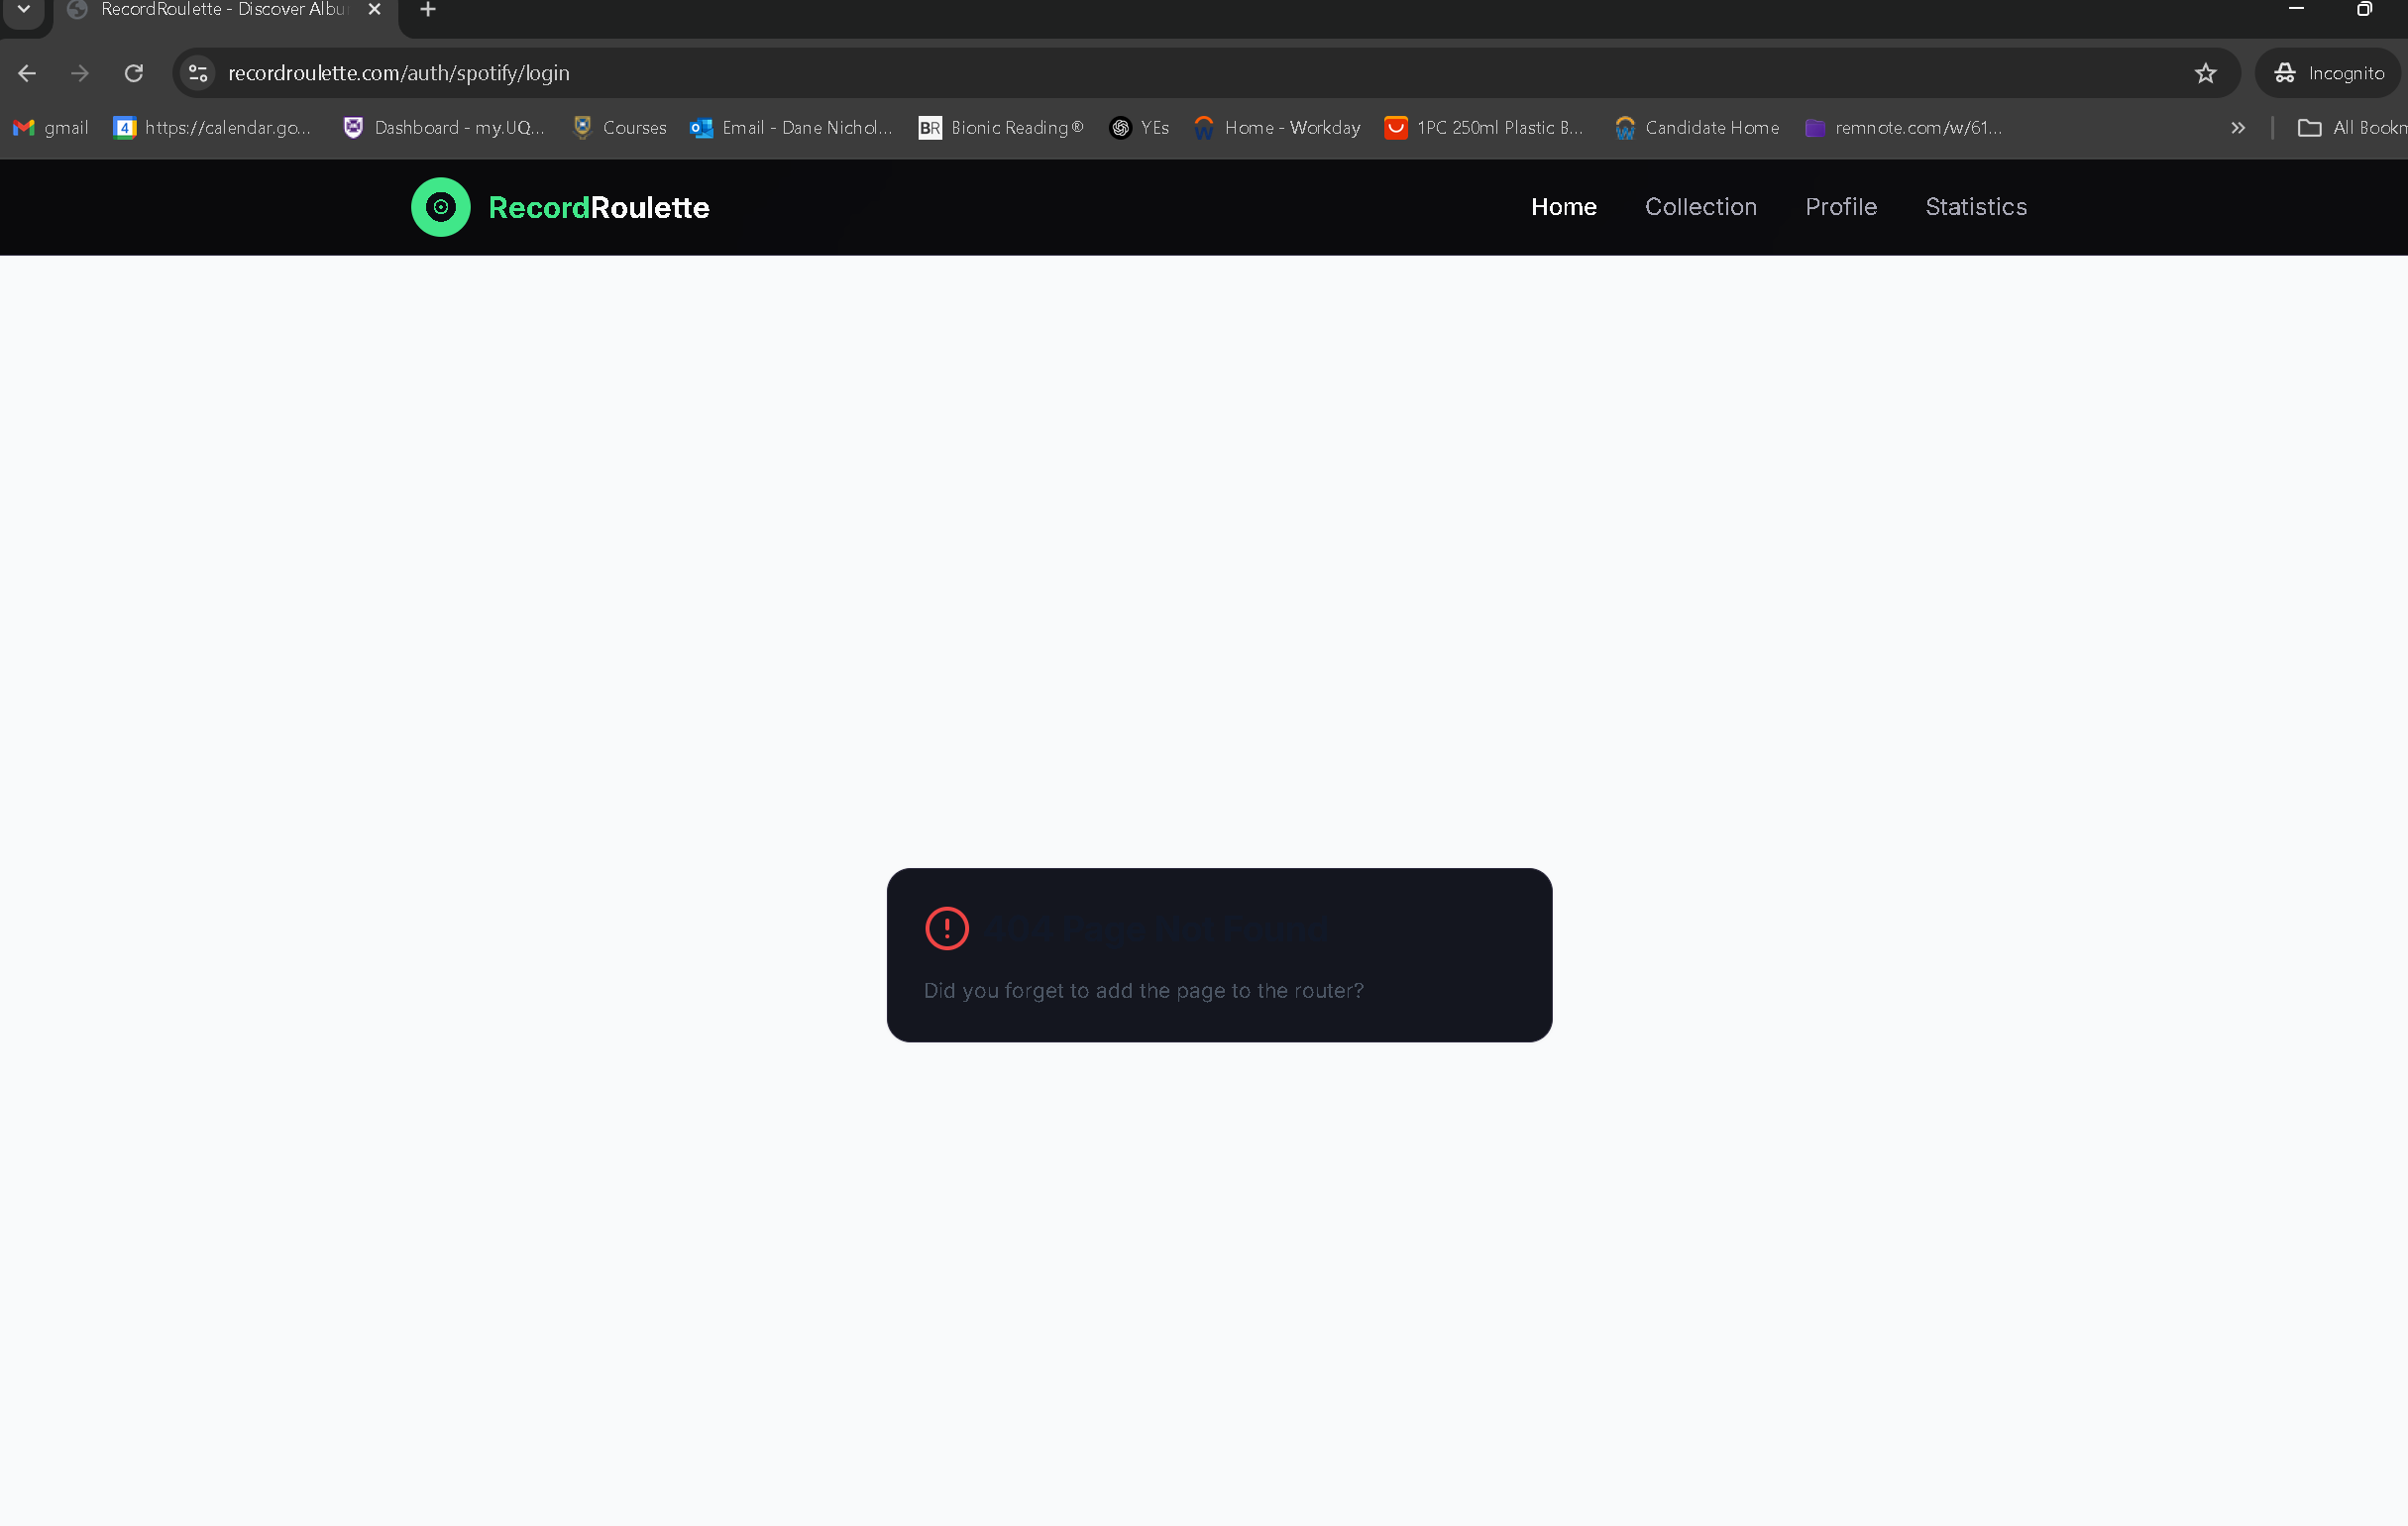 RecordRoulette - Discover Albu
recordroulette.com/auth/spotify/login
Incognito
gmail
https://calendar.go...
Dashboard - my.UQ...
Courses
Email - Dane Nichol...
BR
Bionic Reading®
YEs
Home - Workday
1PC 250ml Plastic B...
Candidate Home
remnote.com/w/61...
All Bookm
RecordRoulette
Home
Collection
Profile
Statistics
404 Page Not Found
Did you forget to add the page to the router?